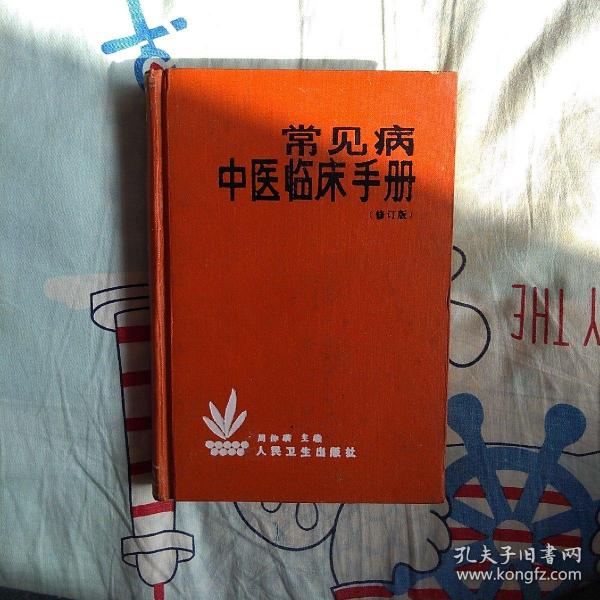 常见病
中医临床手册
(修订版)
周仲瑛 主编
人民卫生出版社
Y THE
孔夫子旧書网
www.kongfz.com